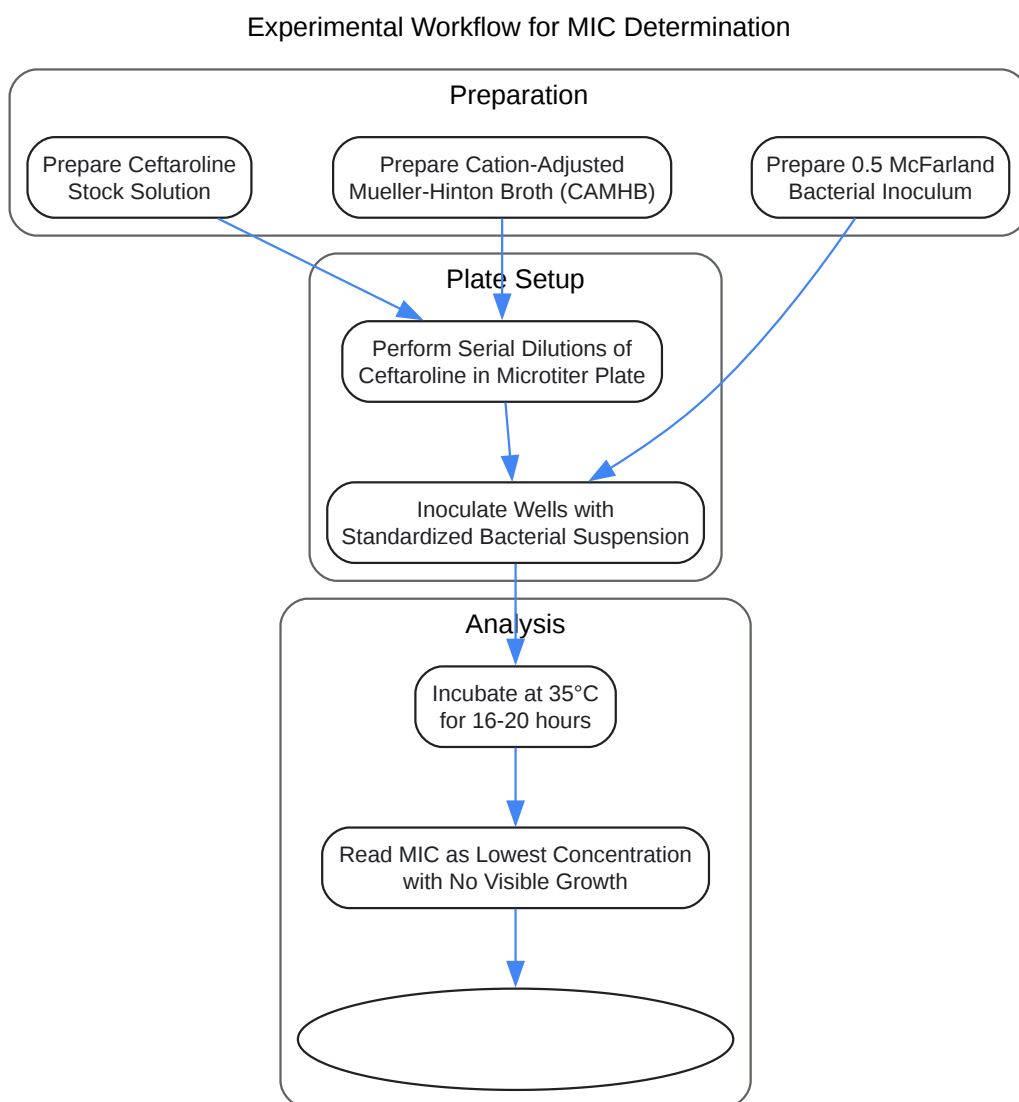 Experimental Workflow for MIC Determination
Preparation
Prepare Ceftaroline
Stock Solution
Prepare Cation-Adjusted
Mueller-Hinton Broth (CAMHB)
Prepare 0.5 McFarland
Bacterial Inoculum
Plate Setup
Perform Serial Dilutions of
Ceftaroline in Microtiter Plate
Inoculate Wells with
Standardized Bacterial Suspension
Analysis
Incubate at 35°C
for 16-20 hours
Read MIC as Lowest Concentration
with No Visible Growth